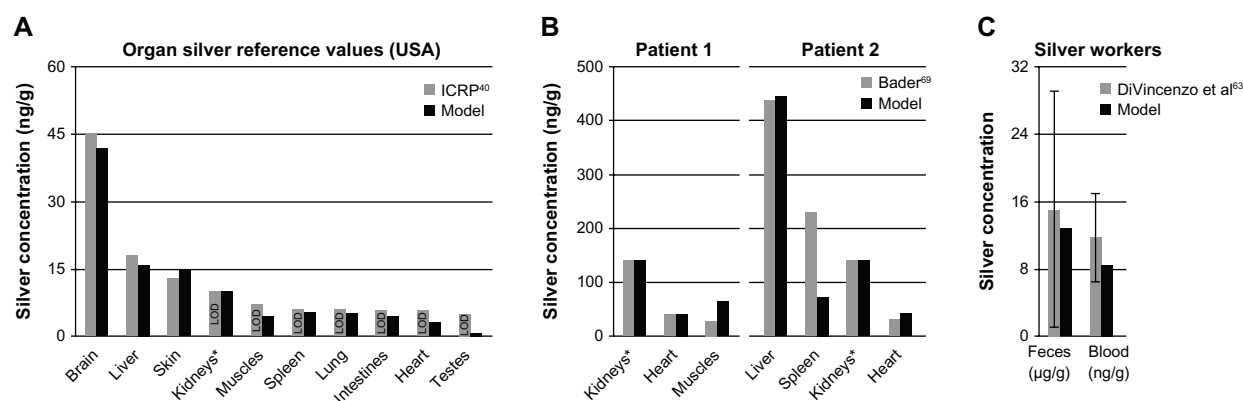 A
Organ silver reference values (USA)
Silver concentration (ng/g)
60
45
30
15
0
ICRP⁴⁰
Model
LOD
LOD
LOD
LOD
LOD
LOD
LOD
Brain
Liver
Skin
Kidneys*
Muscles
Spleen
Lung
Intestines
Heart
Testes
B
Patient 1
Patient 2
Silver concentration (ng/g)
500
450
400
300
200
100
50
0
Bader⁶⁹
Model
Kidneys*
Heart
Muscles
Liver
Spleen
Kidneys*
Heart
C
Silver workers
Silver concentration
32
24
16
8
0
DiVincenzo et al⁶³
Model
Feces
(µg/g)
Blood
(ng/g)